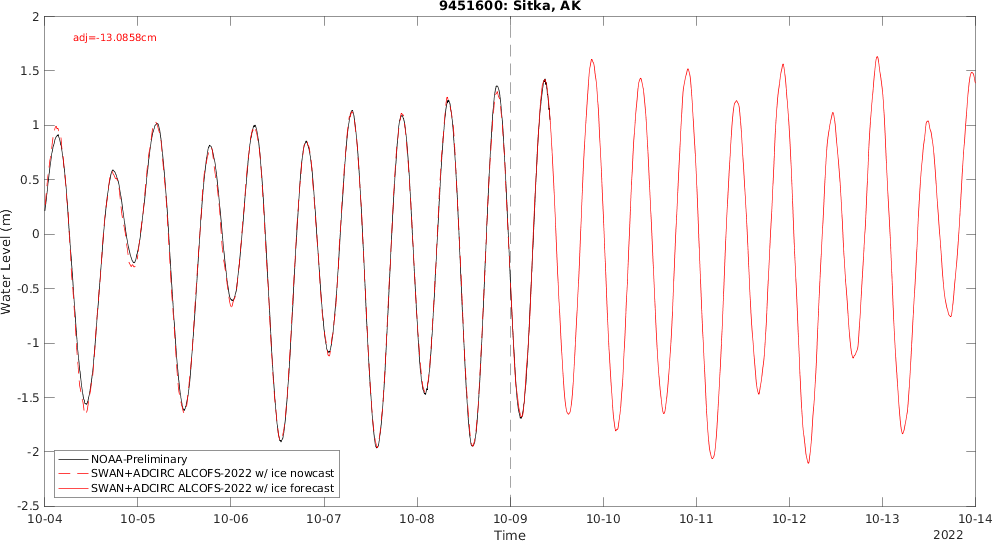 9451600: Sitka, AK
adj=-13.0858cm
2
1.5
1
0.5
0
-0.5
-1
-1.5
-2
-2.5
Water Level (m)
NOAA-Preliminary
SWAN+ADCIRC ALCOFS-2022 w/ ice nowcast
SWAN+ADCIRC ALCOFS-2022 w/ ice forecast
10-04 10-05 10-06 10-07 10-08 10-09 10-10 10-11 10-12 10-13 10-14
Time
2022